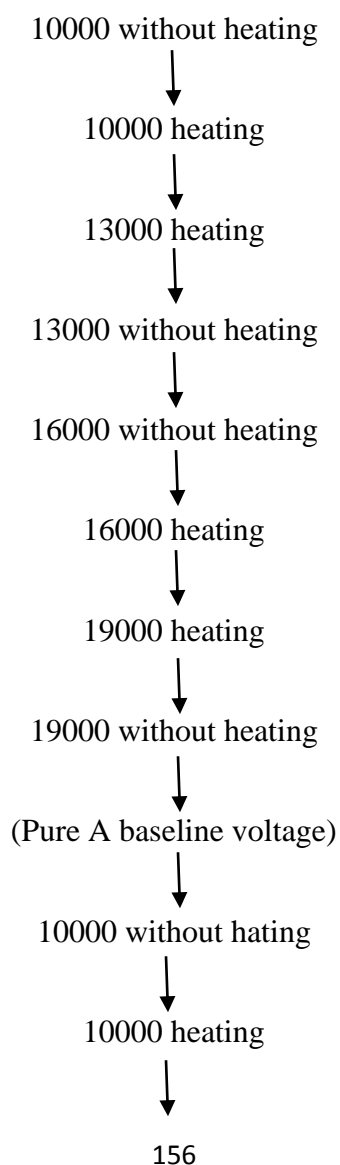 10000 without heating
10000 heating
13000 heating
13000 without heating
16000 without heating
16000 heating
19000 heating
19000 without heating
(Pure A baseline voltage)
10000 without hating
10000 heating
156